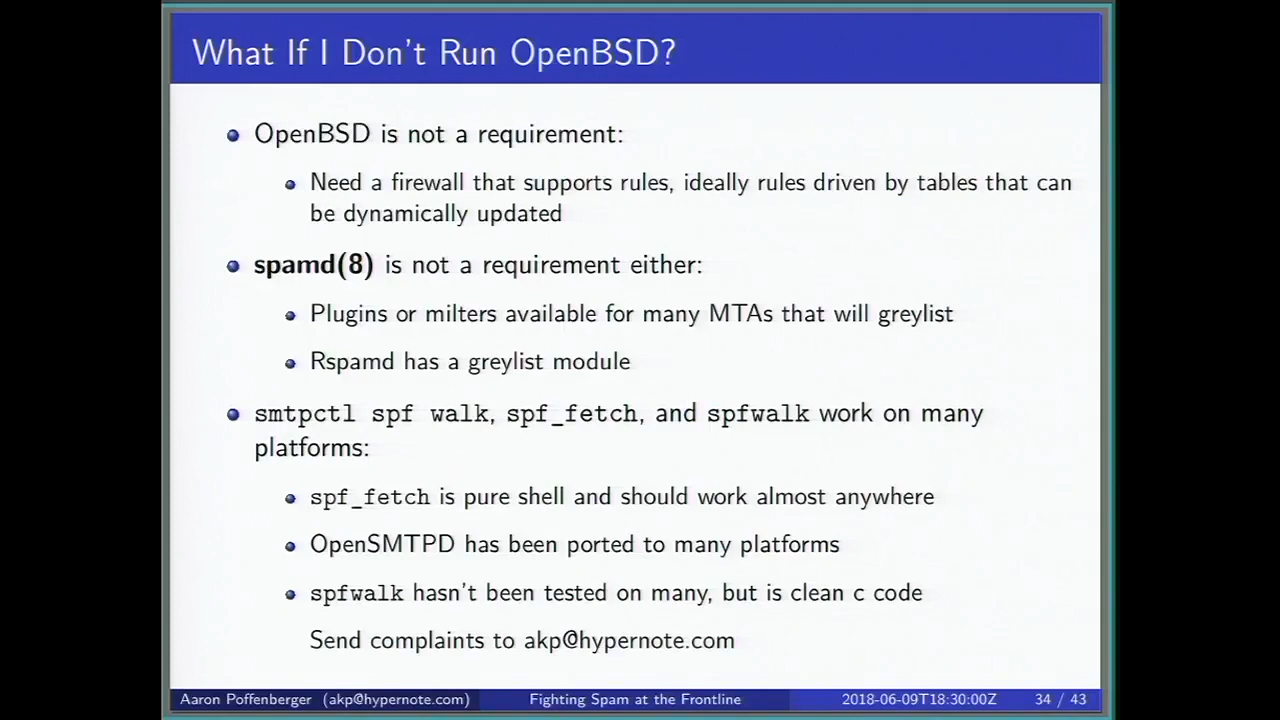 What If I Don't Run OpenBSD?
OpenBSD is not a requirement:
Need a firewall that supports rules, ideally rules driven by tables that can
be dynamically updated
spamd(8) is not a requirement either:
Plugins or milters available for many MTAs that will greylist
Rspamd has a greylist module
smtpctl spf walk, spf_fetch, and spfwalk work on many
platforms:
spf_fetch is pure shell and should work almost anywhere
OpenSMTPD has been ported to many platforms
spfwalk hasn't been tested on many, but is clean c code
Send complaints to akp@hypernote.com
Aaron Poffenberger (akp@hypernote.com) Fighting Spam at the Frontline 2018-06-09T18:30:00Z 34 / 43